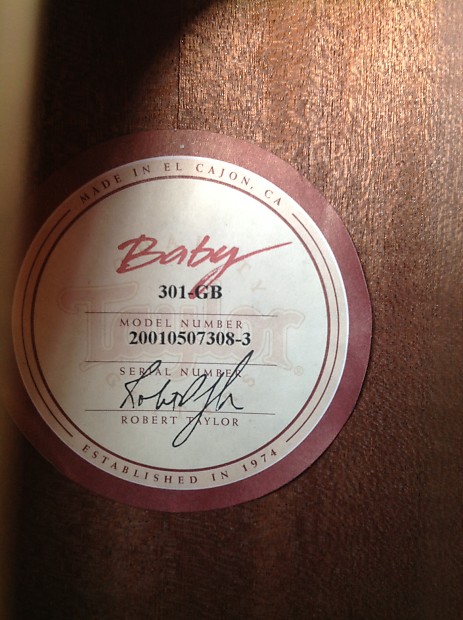 MADE IN EL CAJON, CA
Baby
Taylor
301-GB
MODEL NUMBER
20010507308-3
SERIAL NUMBER
ROBERT TAYLOR
ESTABLISHED IN 1974